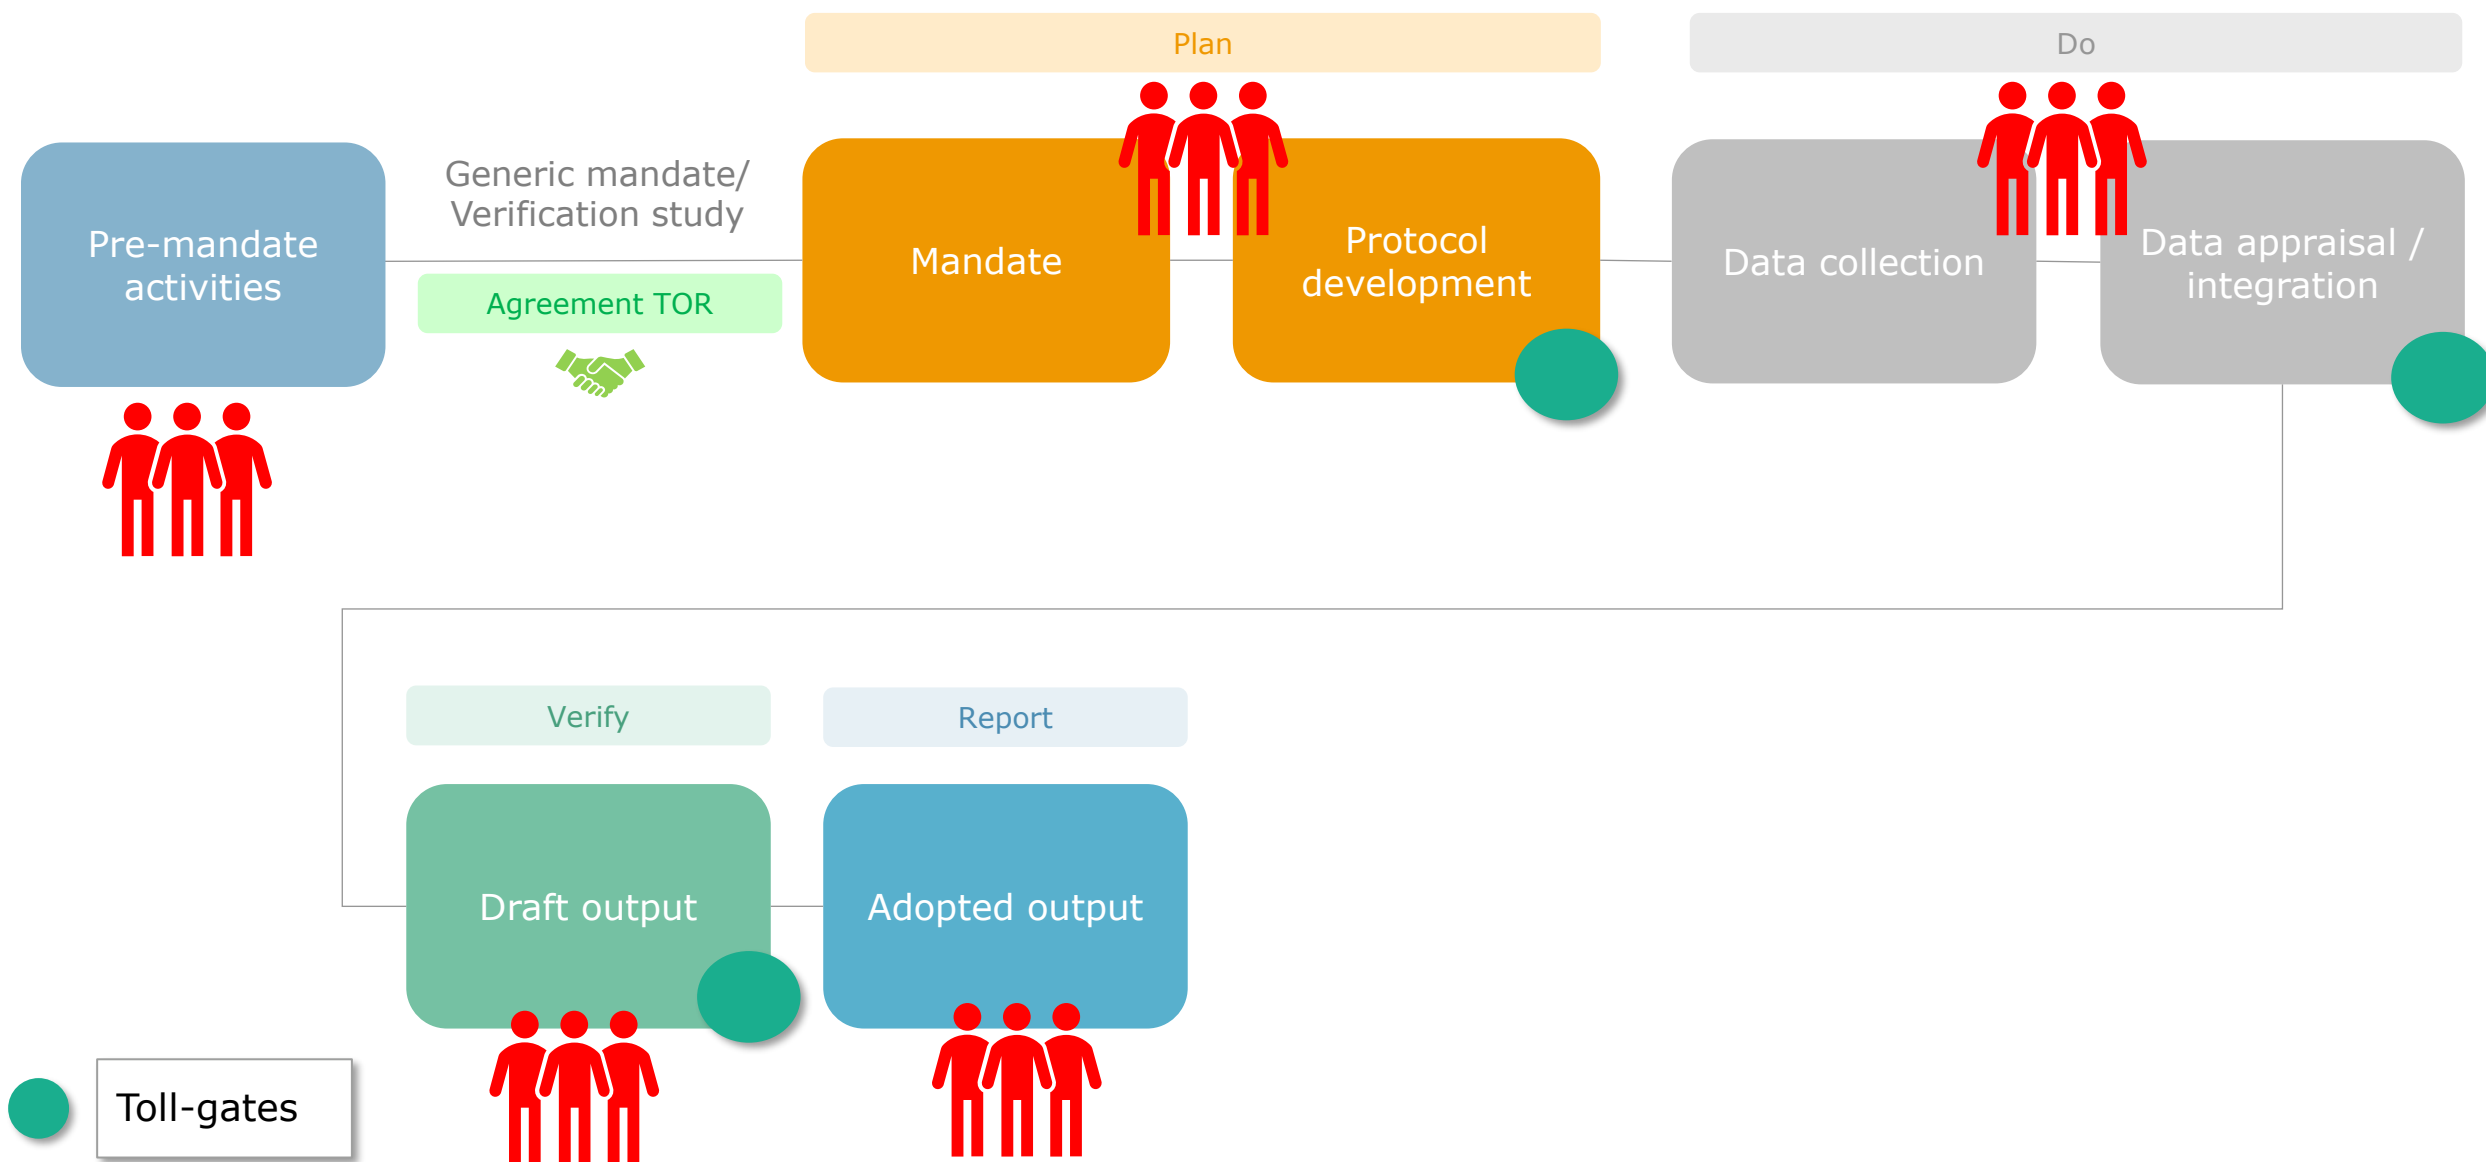 Plan
Do
Pre-mandate
activities
Generic mandate/
Verification study
Agreement TOR
Mandate
Protocol
development
Data collection
Data appraisal /
integration
Verify
Report
Draft output
Adopted output
Toll-gates